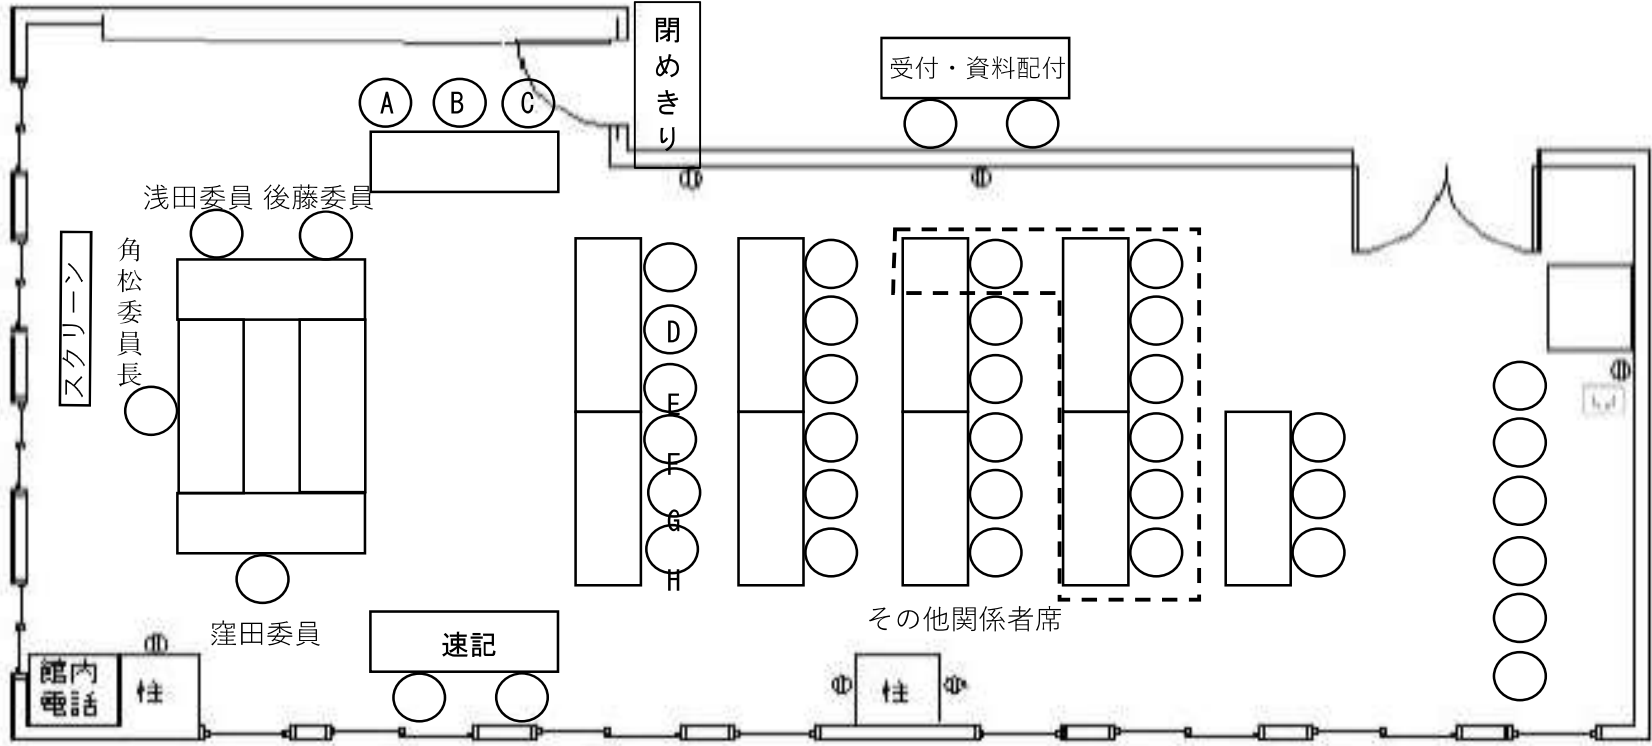 閉めきり
受付・資料配付
A B C
浅田委員 後藤委員
角松委員長
スクリーン
D
E
F
G
H
窪田委員
その他関係者席
速記
館内
電話
柱
柱